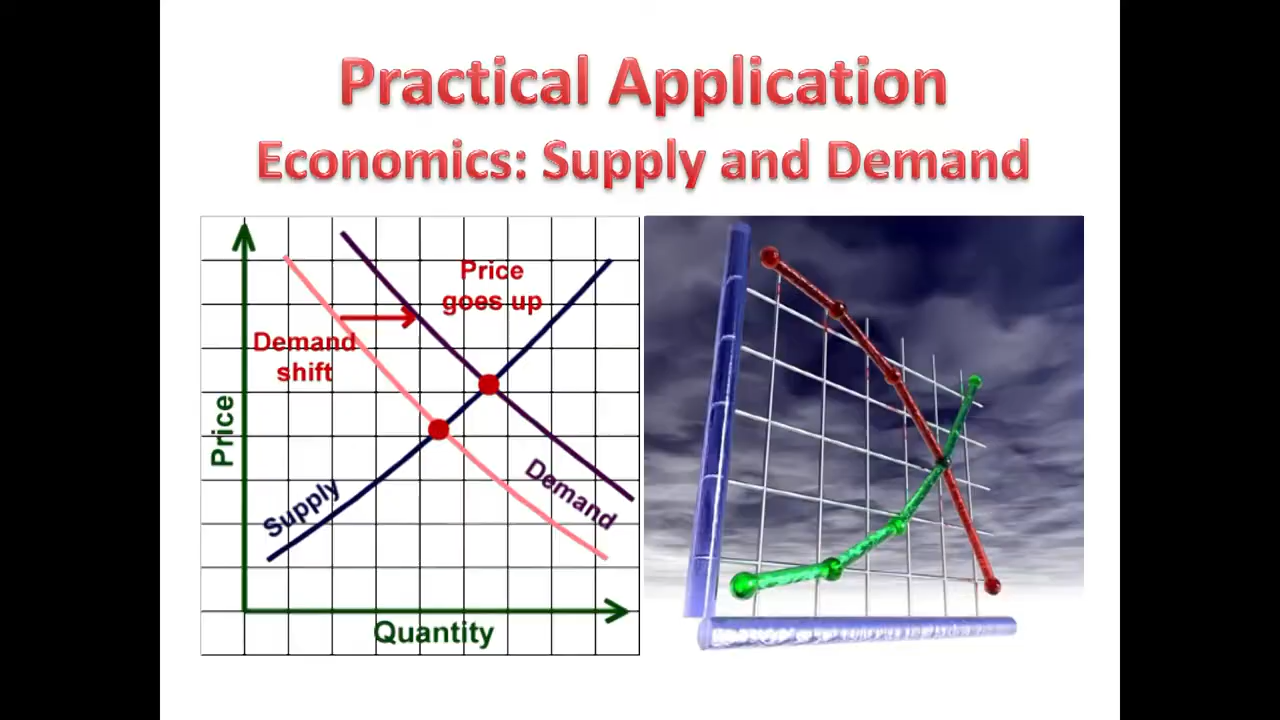 Practical Application
Economics: Supply and Demand
Price
goes up
Demand
shift
Price
Supply
Demand
Quantity